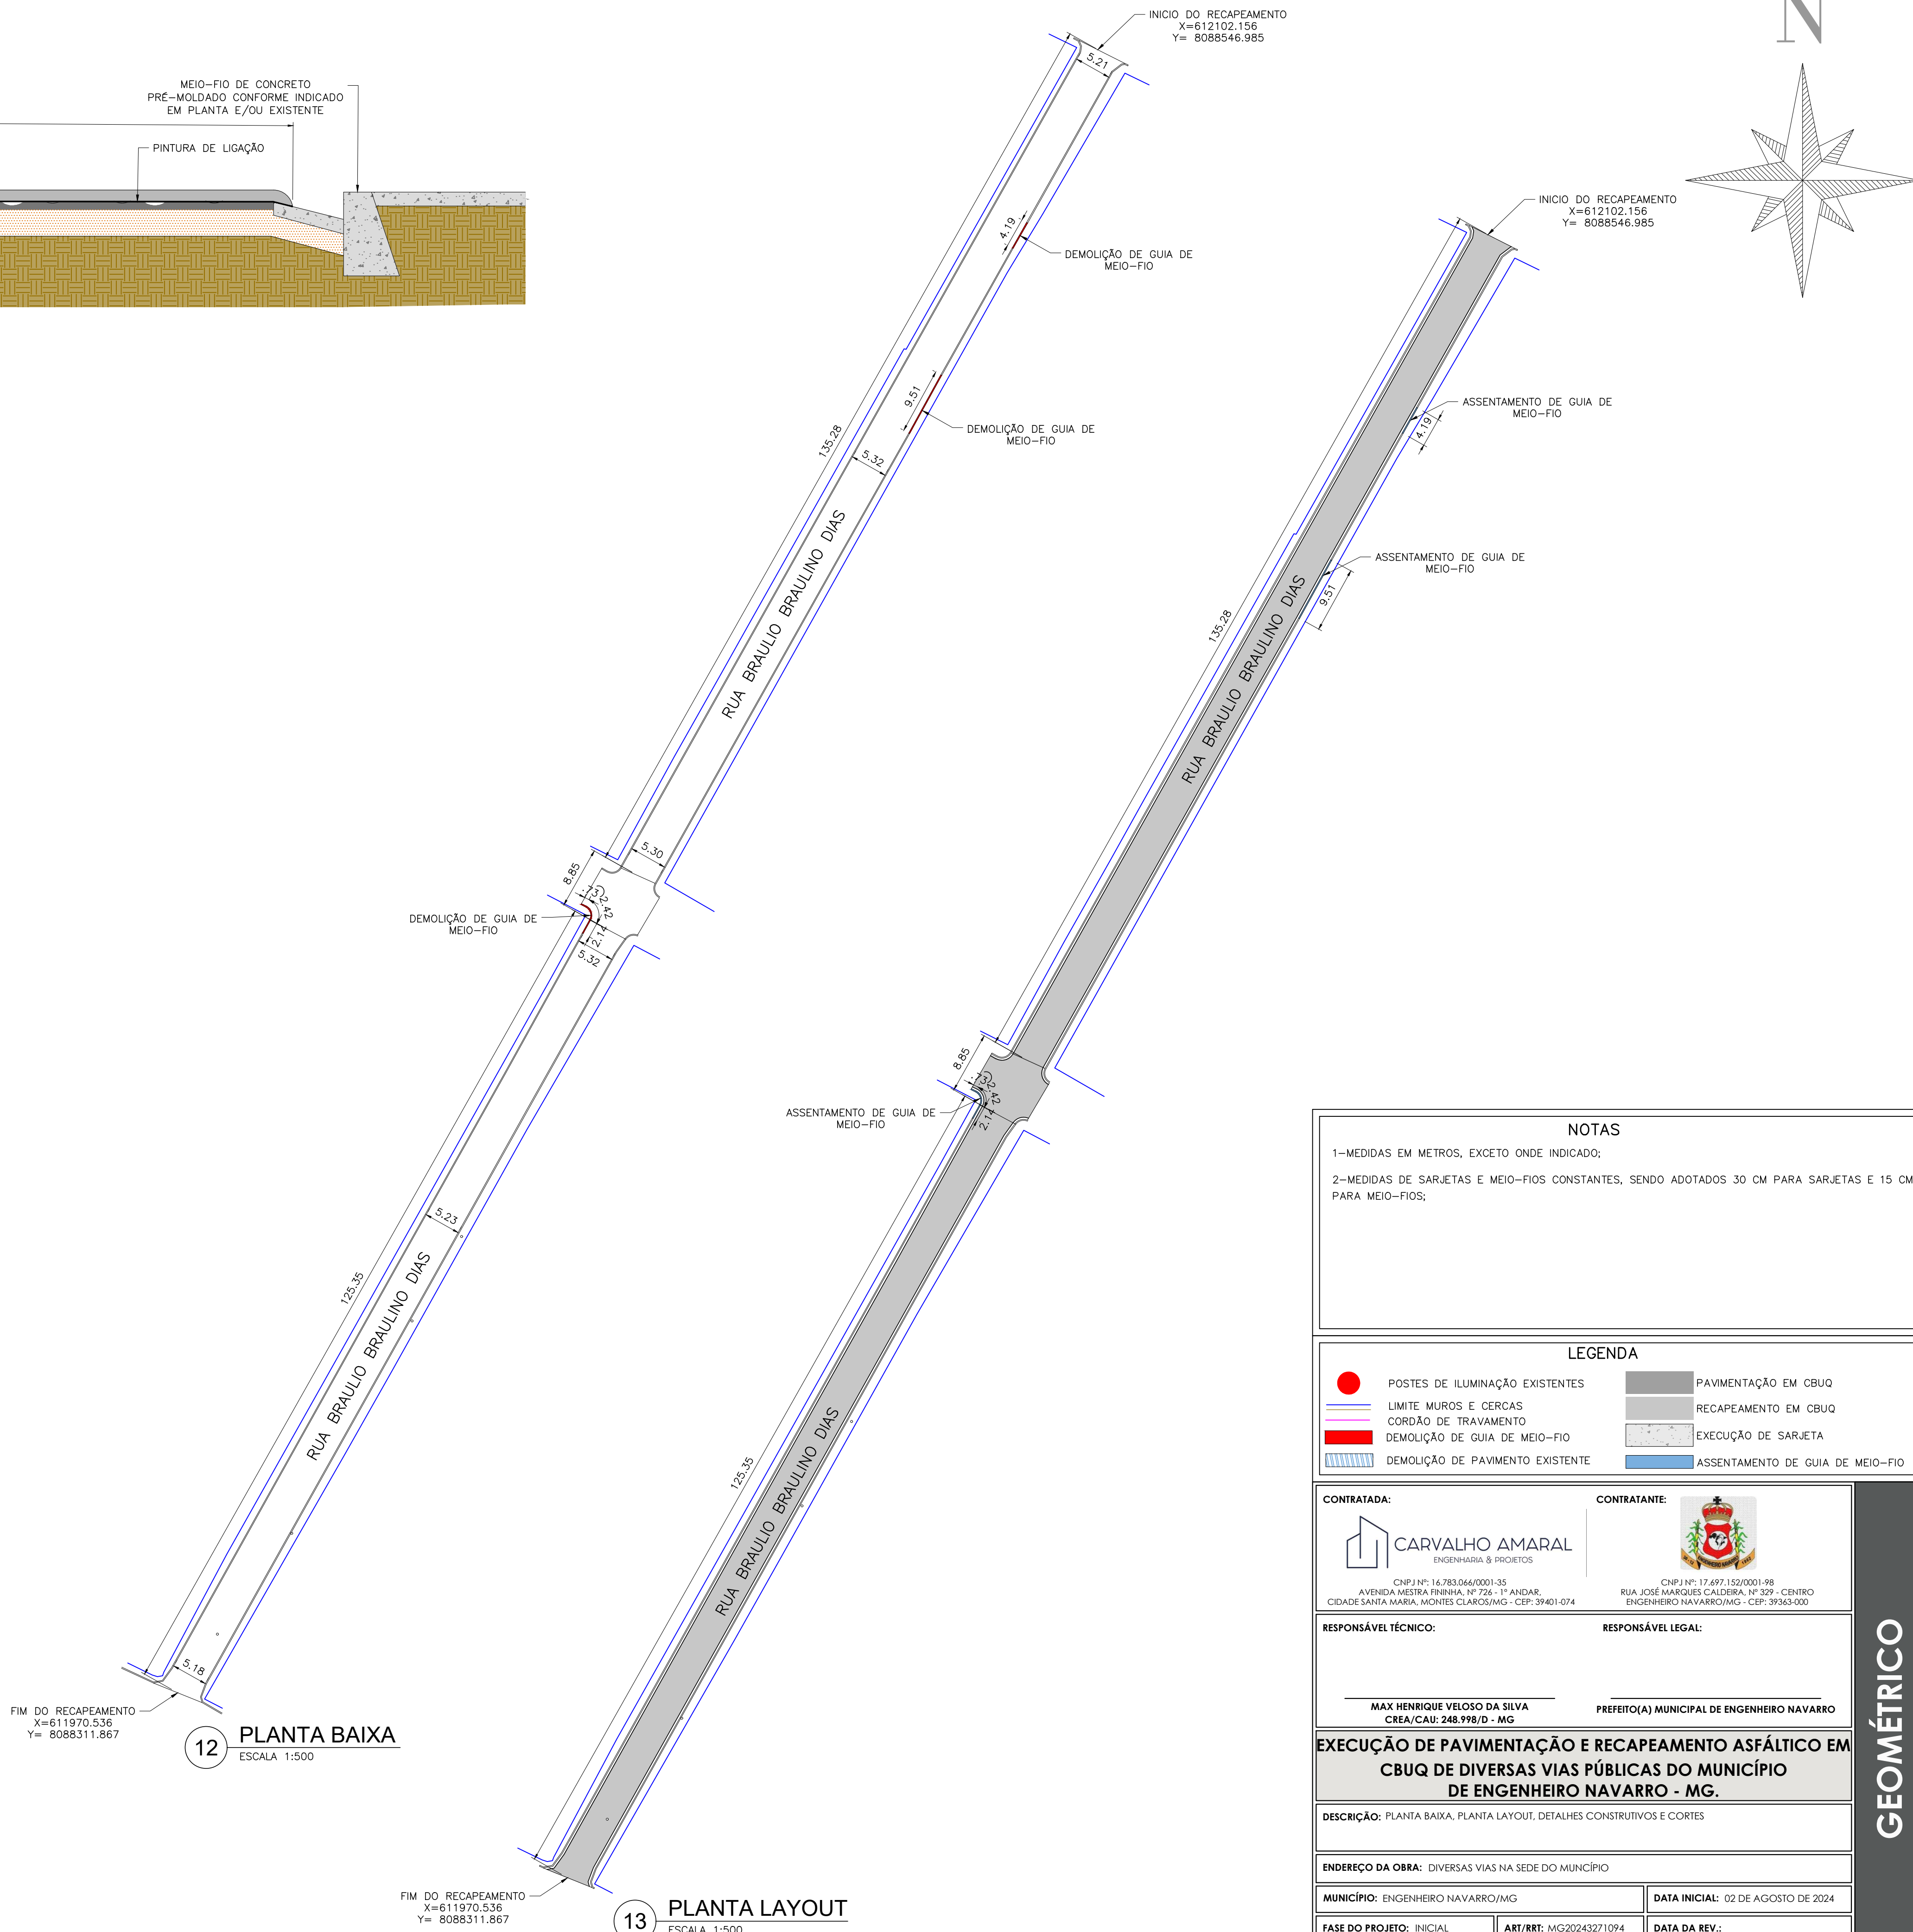 N
MEIO-FIO DE CONCRETO
PRÉ-MOLDADO CONFORME INDICADO
EM PLANTA E/OU EXISTENTE
PINTURA DE LIGAÇÃO
INICIO DO RECAPEAMENTO
X=612102.156
Y= 8088546.985
5.21
4.19
DEMOLIÇÃO DE GUIA DE
MEIO-FIO
9.51
DEMOLIÇÃO DE GUIA DE
MEIO-FIO
135.28
5.32
RUA BRAULIO BRAULINO DIAS
5.30
8.85
.73
2.42
2.14
DEMOLIÇÃO DE GUIA DE
MEIO-FIO
5.32
5.23
125.35
RUA BRAULIO BRAULINO DIAS
5.18
FIM DO RECAPEAMENTO
X=611970.536
Y= 8088311.867
12
PLANTA BAIXA
ESCALA 1:500
INICIO DO RECAPEAMENTO
X=612102.156
Y= 8088546.985
ASSENTAMENTO DE GUIA DE
MEIO-FIO
4.19
ASSENTAMENTO DE GUIA DE
MEIO-FIO
9.51
135.28
RUA BRAULIO BRAULINO DIAS
8.85
.73
2.42
2.14
ASSENTAMENTO DE GUIA DE
MEIO-FIO
125.35
RUA BRAULIO BRAULINO DIAS
FIM DO RECAPEAMENTO
X=611970.536
Y= 8088311.867
13
PLANTA LAYOUT
ESCALA 1:500
NOTAS
1-MEDIDAS EM METROS, EXCETO ONDE INDICADO;
2-MEDIDAS DE SARJETAS E MEIO-FIOS CONSTANTES, SENDO ADOTADOS 30 CM PARA SARJETAS E 15 CM
PARA MEIO-FIOS;
LEGENDA
POSTES DE ILUMINAÇÃO EXISTENTES
LIMITE MUROS E CERCAS
CORDÃO DE TRAVAMENTO
DEMOLIÇÃO DE GUIA DE MEIO-FIO
DEMOLIÇÃO DE PAVIMENTO EXISTENTE
PAVIMENTAÇÃO EM CBUQ
RECAPEAMENTO EM CBUQ
EXECUÇÃO DE SARJETA
ASSENTAMENTO DE GUIA DE MEIO-FIO
CONTRATADA:
CARVALHO AMARAL
ENGENHARIA & PROJETOS
CNPJ Nº: 16.783.066/0001-35
AVENIDA MESTRA FININHA, Nº 726 - 1º ANDAR,
CIDADE SANTA MARIA, MONTES CLAROS/MG - CEP: 39401-074
CONTRATANTE:
CNPJ Nº: 17.697.152/0001-98
RUA JOSÉ MARQUES CALDEIRA, Nº 329 - CENTRO
ENGENHEIRO NAVARRO/MG - CEP: 39363-000
RESPONSÁVEL TÉCNICO:
MAX HENRIQUE VELOSO DA SILVA
CREA/CAU: 248.998/D - MG
RESPONSÁVEL LEGAL:
PREFEITO(A) MUNICIPAL DE ENGENHEIRO NAVARRO
EXECUÇÃO DE PAVIMENTAÇÃO E RECAPEAMENTO ASFÁLTICO EM
CBUQ DE DIVERSAS VIAS PÚBLICAS DO MUNICÍPIO
DE ENGENHEIRO NAVARRO - MG.
DESCRIÇÃO: PLANTA BAIXA, PLANTA LAYOUT, DETALHES CONSTRUTIVOS E CORTES
ENDEREÇO DA OBRA: DIVERSAS VIAS NA SEDE DO MUNCÍPIO
MUNICÍPIO: ENGENHEIRO NAVARRO/MG
DATA INICIAL: 02 DE AGOSTO DE 2024
FASE DO PROJETO: INICIAL
ART/RRT: MG20243271094
DATA DA REV.:
GEOMÉTRICO